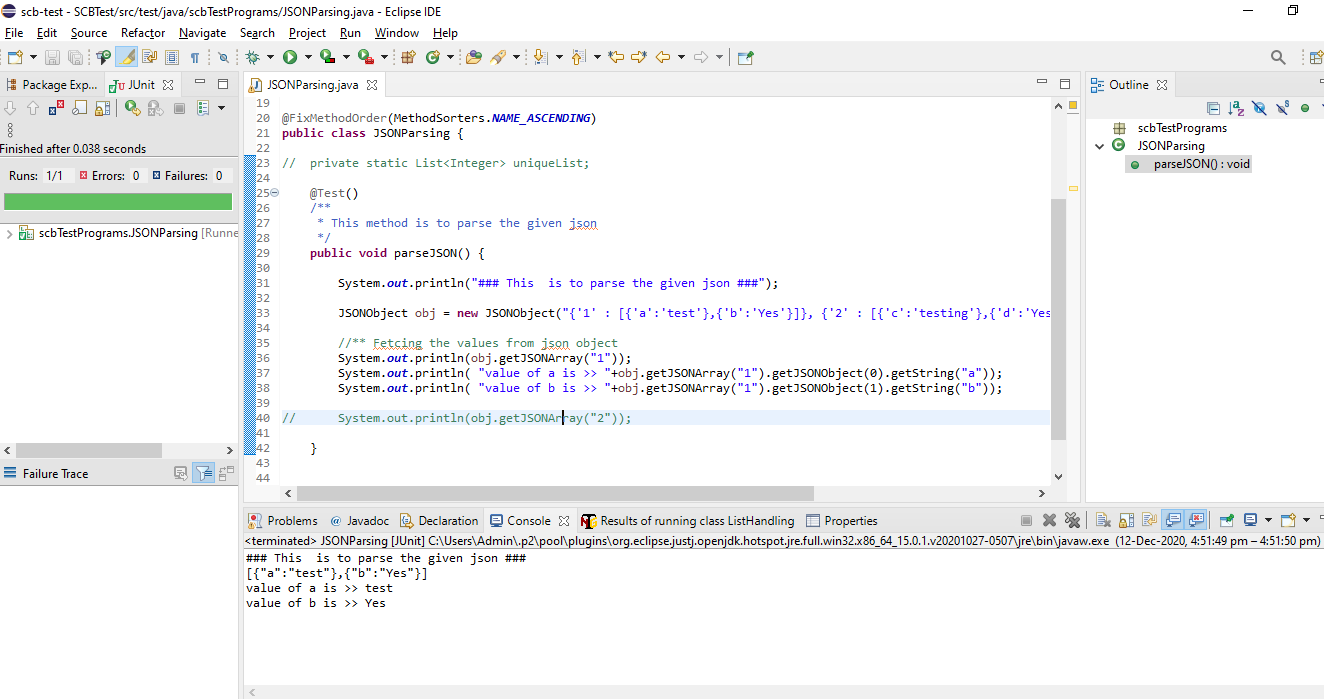 scb-test - SCBTest/src/test/java/scbTestPrograms/JSONParsing.java - Eclipse IDE
File Edit Source Refactor Navigate Search Project Run Window Help
Package Exp... JUnit
Finished after 0.038 seconds
Runs: 1/1 Errors: 0 Failures: 0
scbTestPrograms.JSONParsing [Runne
Failure Trace
JSONParsing.java
19
20 @FixMethodOrder(MethodSorters.NAME_ASCENDING)
21 public class JSONParsing {
22
23 // private static List<Integer> uniqueList;
24
25 @Test()
26 /**
27 * This method is to parse the given json
28 */
29 public void parseJSON() {
30
31 System.out.println("### This  is to parse the given json ###");
32
33 JSONObject obj = new JSONObject("{'1' : [{'a':'test'},{'b':'Yes'}]}, {'2' : [{'c':'testing'},{'d':'Yes
34
35 //** Fetcing the values from json object
36 System.out.println(obj.getJSONArray("1"));
37 System.out.println( "value of a is >> "+obj.getJSONArray("1").getJSONObject(0).getString("a"));
38 System.out.println( "value of b is >> "+obj.getJSONArray("1").getJSONObject(1).getString("b"));
39
40 // System.out.println(obj.getJSONArray("2"));
41
42 }
43
44
Outline
scbTestPrograms
JSONParsing
parseJSON() : void
Problems @ Javadoc Declaration Console Results of running class ListHandling Properties
<terminated> JSONParsing [JUnit] C:\Users\Admin\.p2\pool\plugins\org.eclipse.justj.openjdk.hotspot.jre.full.win32.x86_64_15.0.1.v20201027-0507\jre\bin\javaw.exe (12-Dec-2020, 4:51:49 pm – 4:51:50 pm)
### This  is to parse the given json ###
[{"a":"test"},{"b":"Yes"}]
value of a is >> test
value of b is >> Yes